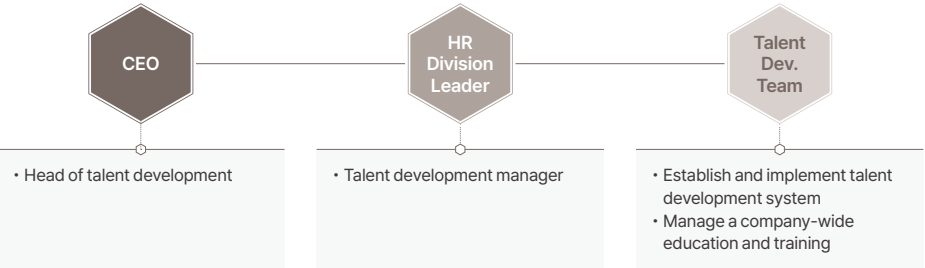 CEO
HR
Division
Leader
Talent
Dev.
Team
• Head of talent development
• Talent development manager
• Establish and implement talent
development system
• Manage a company-wide
education and training